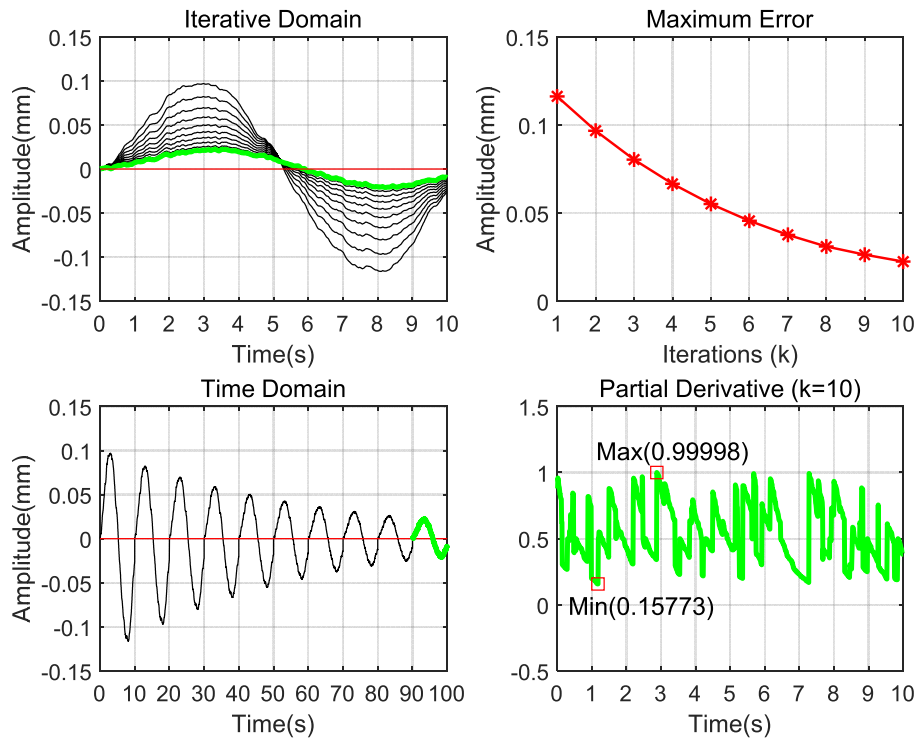 Iterative Domain
Amplitude(mm)
0.15
0.1
0.05
0
-0.05
-0.1
-0.15
0 1 2 3 4 5 6 7 8 9 10
Time(s)
Maximum Error
Amplitude(mm)
0.15
0.1
0.05
0
1 2 3 4 5 6 7 8 9 10
Iterations (k)
Time Domain
Amplitude(mm)
0.15
0.1
0.05
0
-0.05
-0.1
-0.15
0 10 20 30 40 50 60 70 80 90 100
Time(s)
Partial Derivative (k=10)
1.5
1
0.5
0
-0.5
Max(0.99998)
Min(0.15773)
0 1 2 3 4 5 6 7 8 9 10
Time(s)